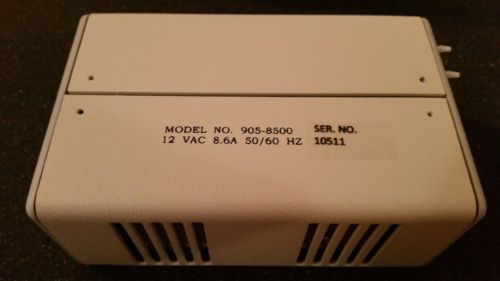 MODEL NO. 905-8500 SER. NO.
12 VAC 8.6A 50/60 HZ 10511